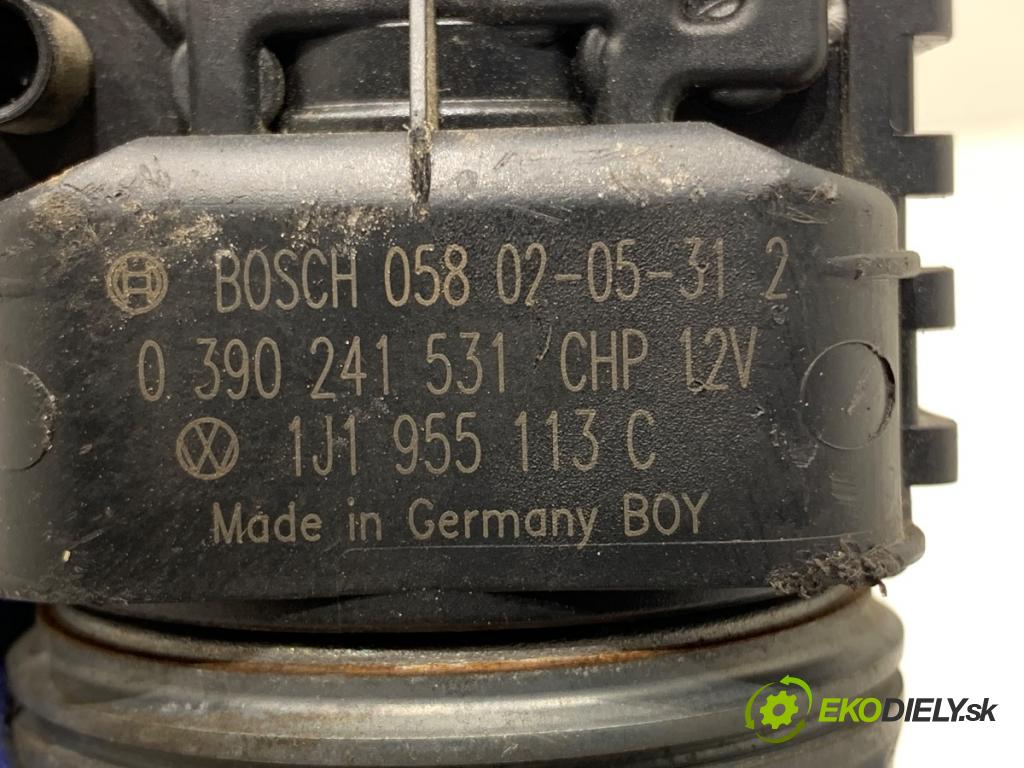 BOSCH 058 02-05-31 2
0 390 241 531 CHP 12V
1J1 955 113 C
Made in Germany BOY
EKODIELY.sk